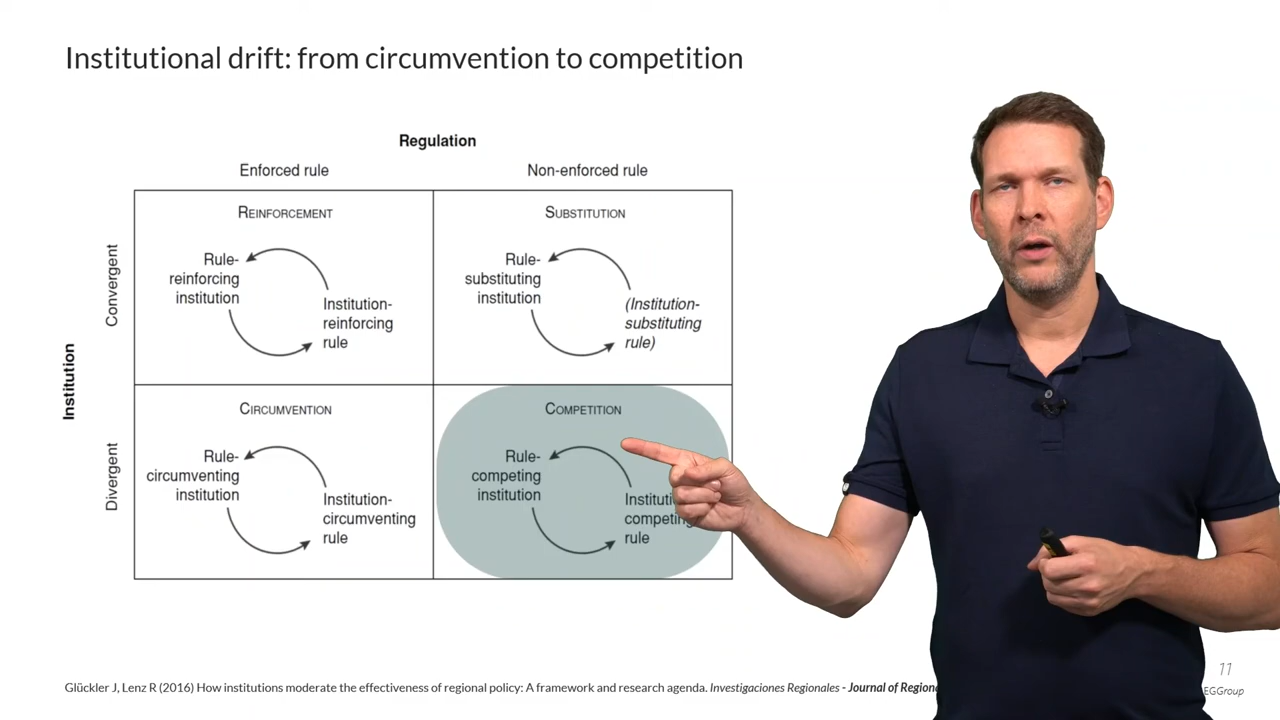 Institutional drift: from circumvention to competition
Regulation
Enforced rule
Non-enforced rule
Institution
Convergent
REINFORCEMENT
Rule-
reinforcing
institution
Institution-
reinforcing
rule
SUBSTITUTION
Rule-
substituting
institution
(Institution-
substituting
rule)
Divergent
CIRCUMVENTION
Rule-
circumventing
institution
Institution-
circumventing
rule
COMPETITION
Rule-
competing
institution
competing
rule
11
Glückler J, Lenz R (2016) How institutions moderate the effectiveness of regional policy: A framework and research agenda. Investigaciones Regionales - Journal of
EGGroup